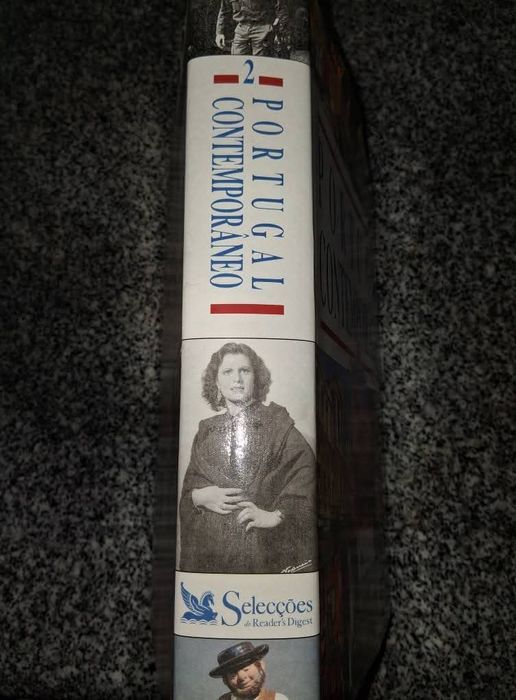 2
PORTUGAL
CONTEMPORÂNEO
Selecções
do Reader's Digest